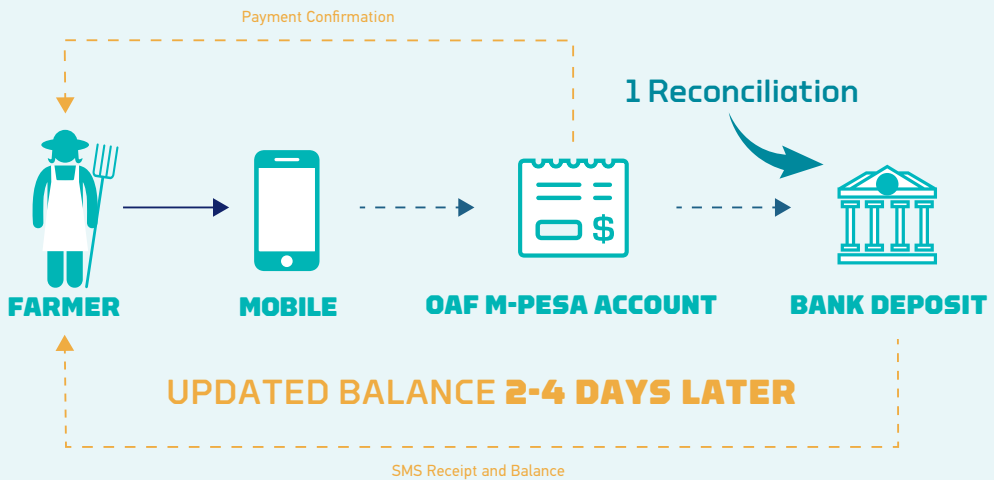 Payment Confirmation
1 Reconciliation
$
FARMER
MOBILE
OAF M-PESA ACCOUNT
BANK DEPOSIT
UPDATED BALANCE 2-4 DAYS LATER
SMS Receipt and Balance